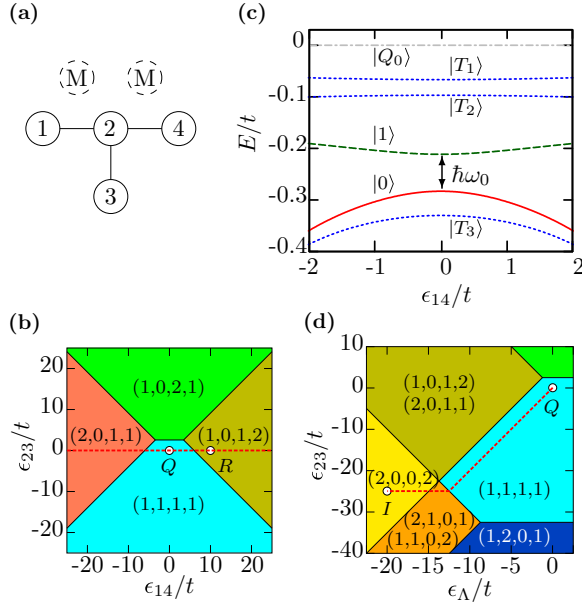 (a)
M M
1 2 4
3
(c)
E/t
0
-0.1
-0.2
-0.3
-0.4
|Q₀⟩
|T₁⟩
|T₂⟩
|1⟩
ℏω₀
|0⟩
|T₃⟩
-2 -1 0 1 2
ϵ₁₄/t
(b)
ϵ₂₃/t
20
10
0
-10
-20
(1,0,2,1)
(2,0,1,1)
(1,0,1,2)
Q R
(1,1,1,1)
-20 -10 0 10 20
ϵ₁₄/t
(d)
ϵ₂₃/t
10
0
-10
-20
-30
-40
(1,0,1,2)
(2,0,1,1)
Q
(2,0,0,2)
(1,1,1,1)
I
(2,1,0,1)
(1,1,0,2)
(1,2,0,1)
-20 -15 -10 -5 0
ϵ_Λ/t